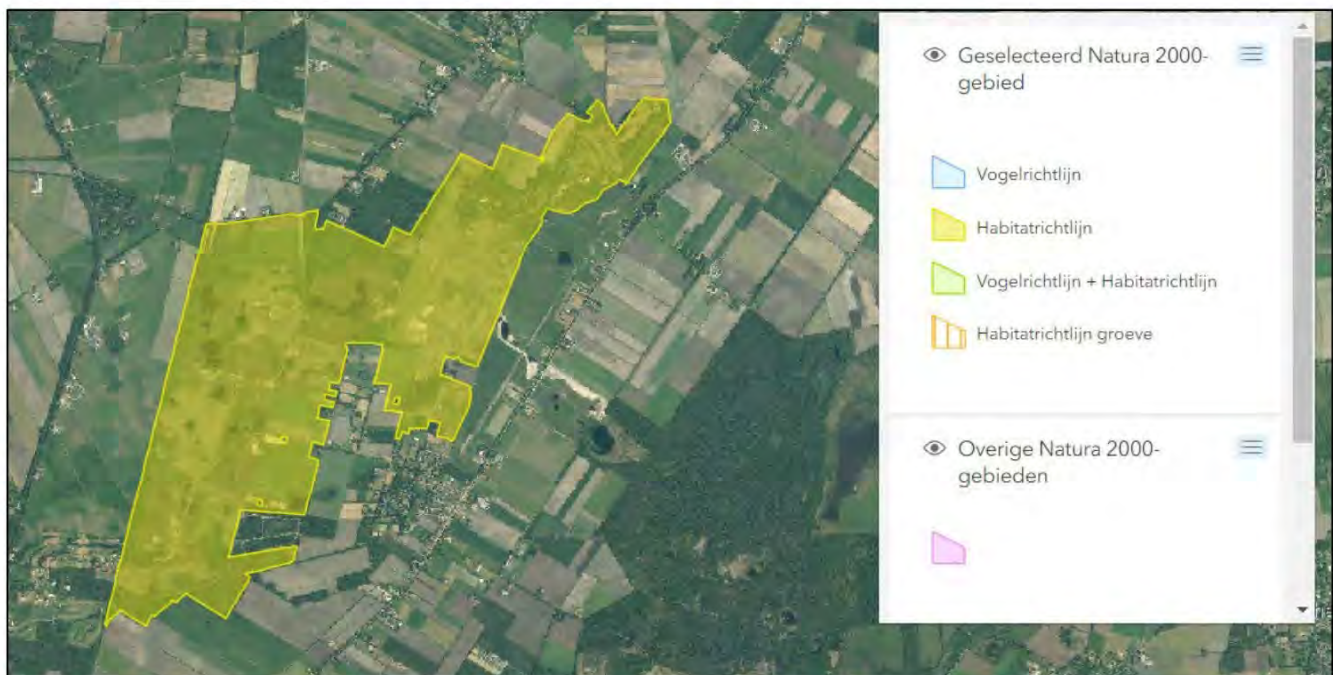 Geselecteerd Natura 2000-
gebied
Vogelrichtlijn
Habitatrichtlijn
Vogelrichtlijn + Habitatrichtlijn
Habitatrichtlijn groeve
Overige Natura 2000-
gebieden